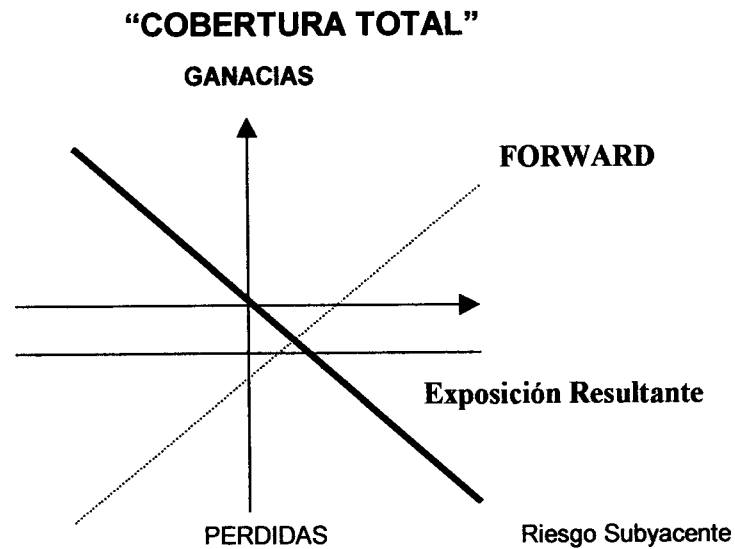 “COBERTURA TOTAL”
GANACIAS
FORWARD
Exposición Resultante
PERDIDAS
Riesgo Subyacente